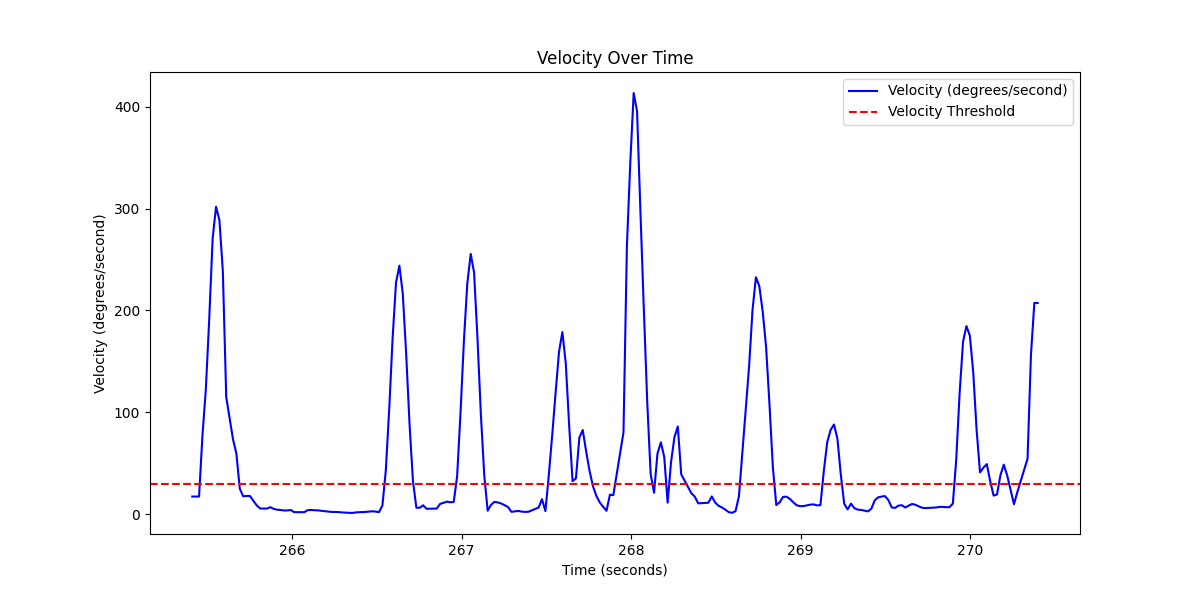 Velocity Over Time
Velocity (degrees/second)
Velocity Threshold
400
300
200
100
0
Velocity (degrees/second)
266 267 268 269 270
Time (seconds)